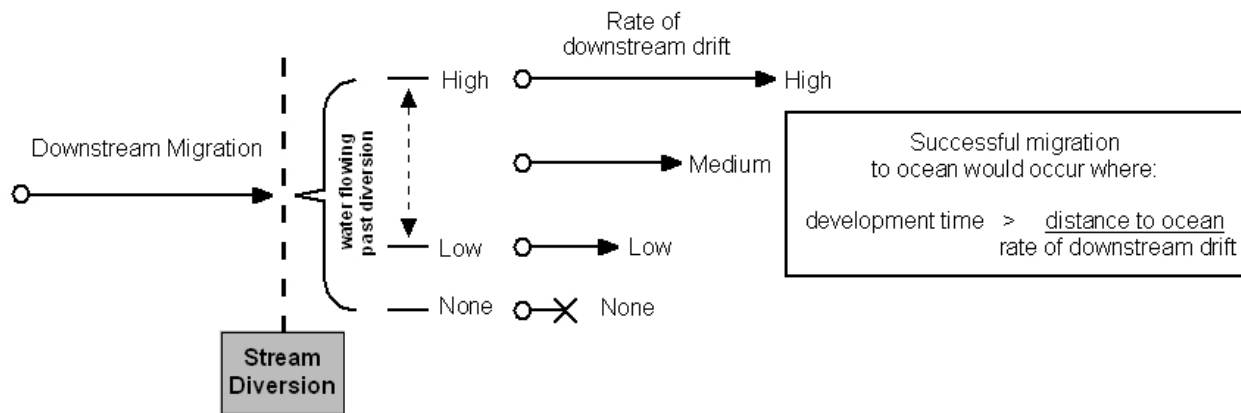 Rate of
downstream drift
High
High
Downstream Migration
water flowing
past diversion
Medium
Low
Low
None
None
Stream
Diversion
Successful migration
to ocean would occur where:
development time > distance to ocean
rate of downstream drift